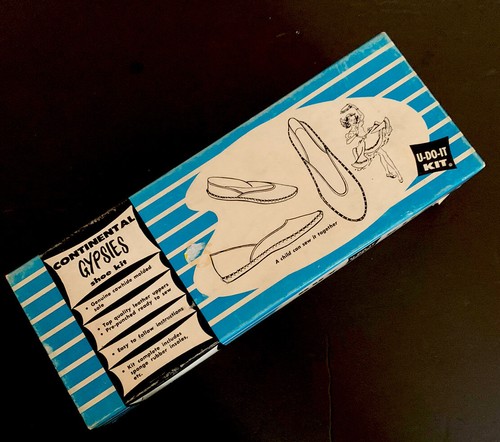 CONTINENTAL
GYPSIES
shoe kit
• Genuine cowhide molded
sole
• Top quality leather uppers
• Pre-punched ready to sew
• Easy to follow instructions
• Kit complete includes
sponge rubber insoles,
etc.
A child can sew it together
U-DO-IT
KIT.